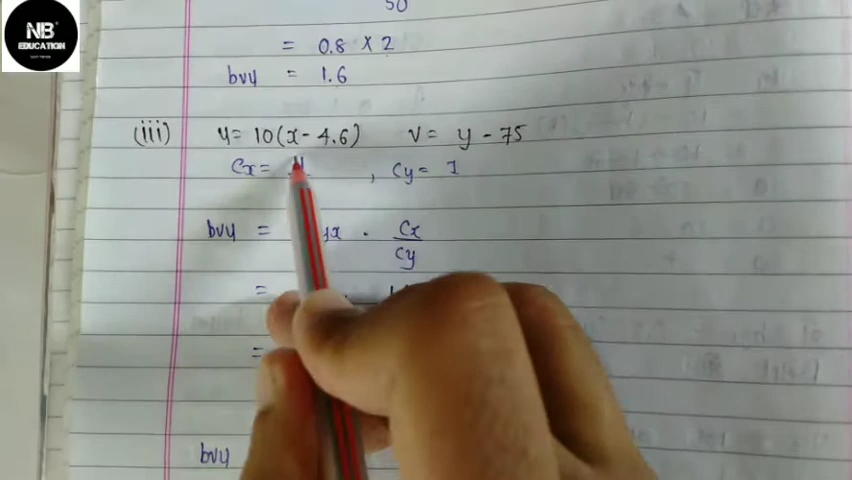 NB
EDUCATION
50
= 0.8 × 2
bvu = 1.6
(iii) u = 10(x - 4.6) v = y - 75
Cx = , Cy = 1
bvu = yx . Cx
Cy
=
=
bvu